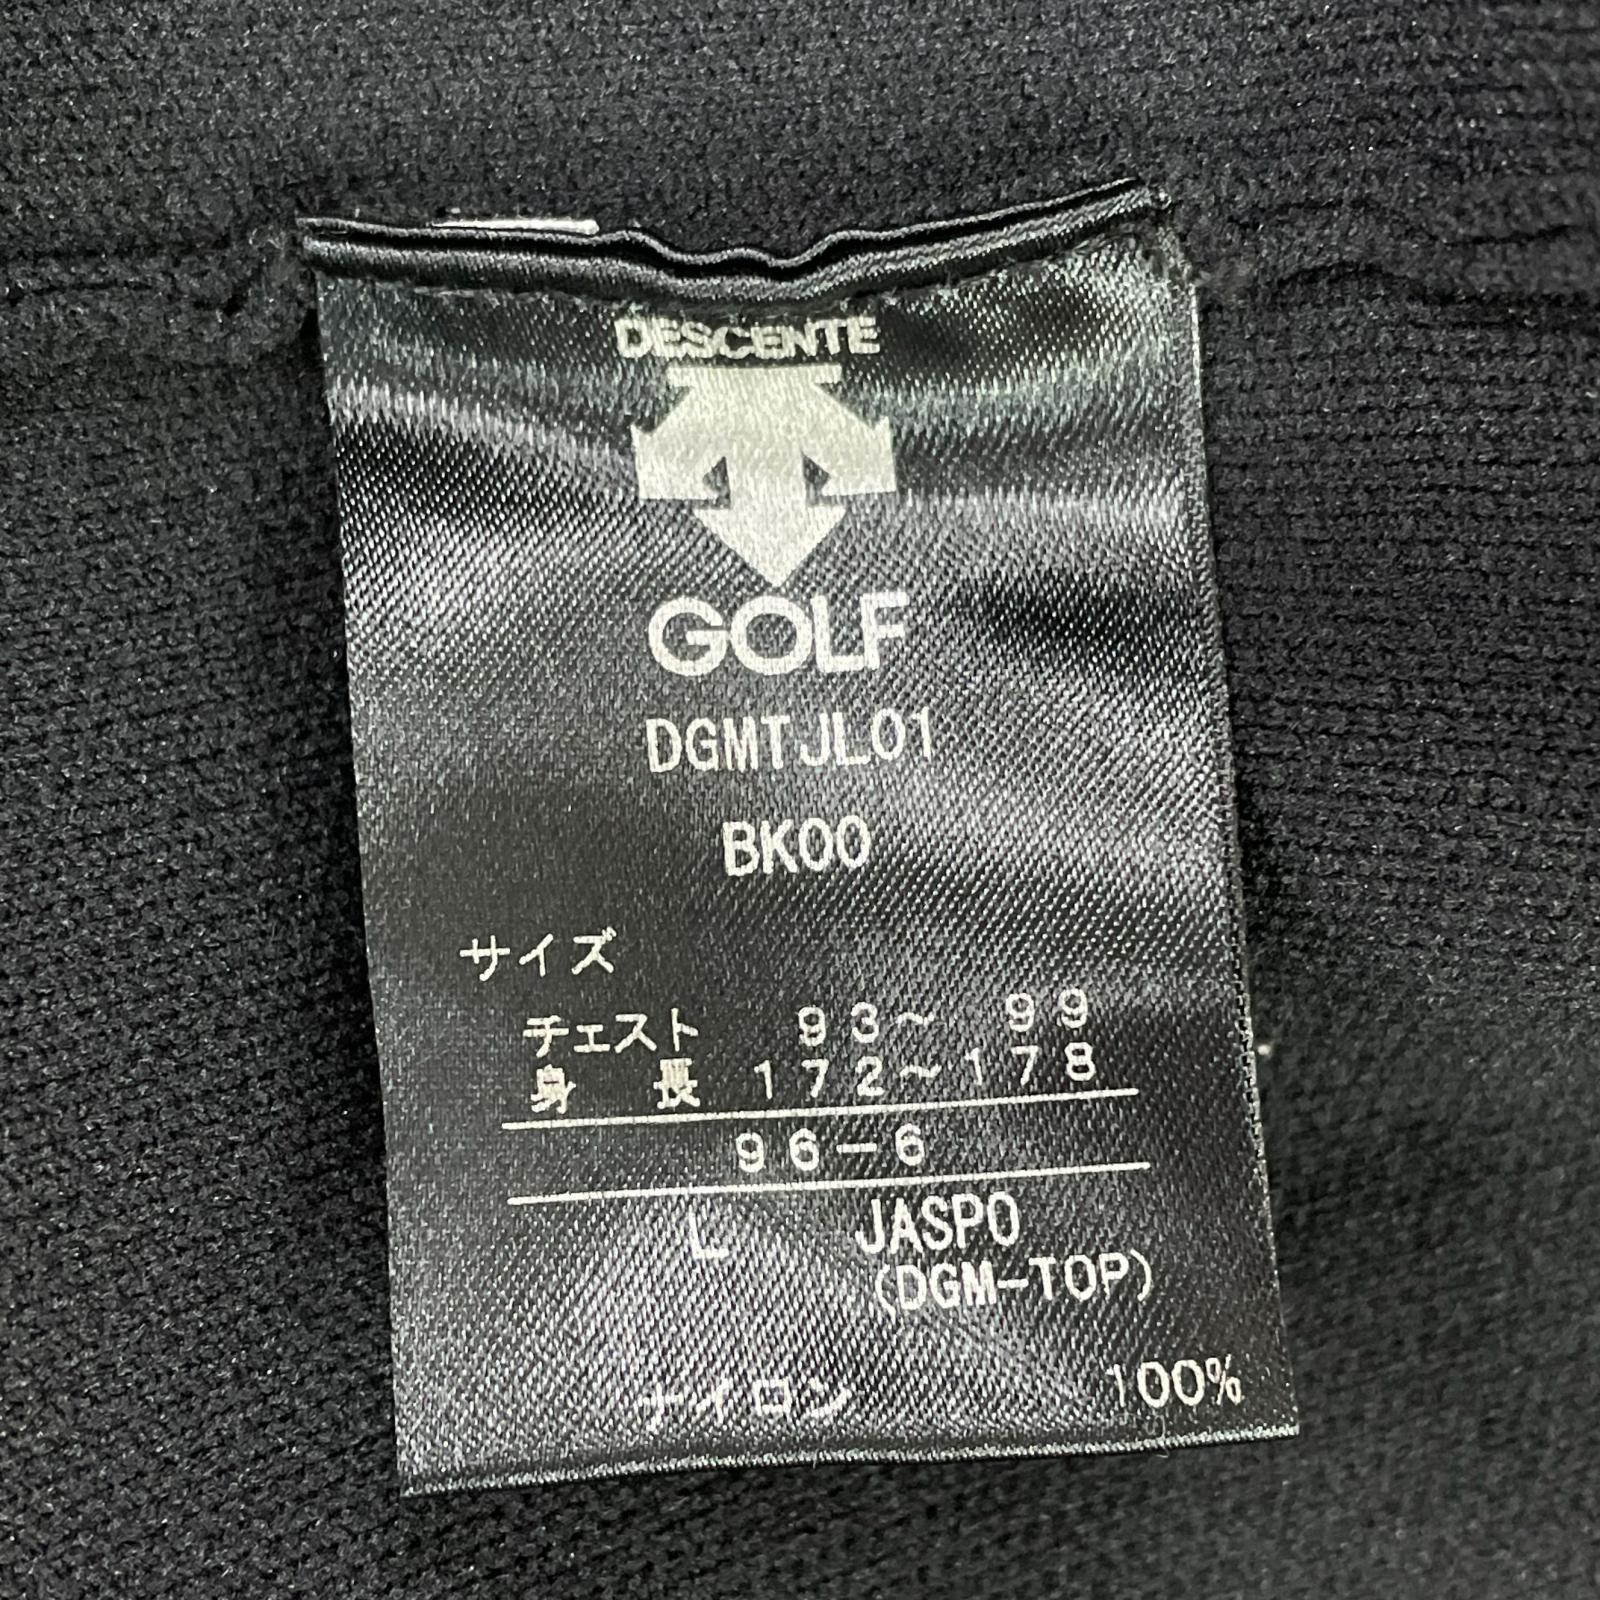 DESCENTE
GOLF
DGMTJL01
BK00
サイズ
チェスト 93～ 99
身 長 172～178
96－6
L JASPO
(DGM-TOP)
ナイロン 100%